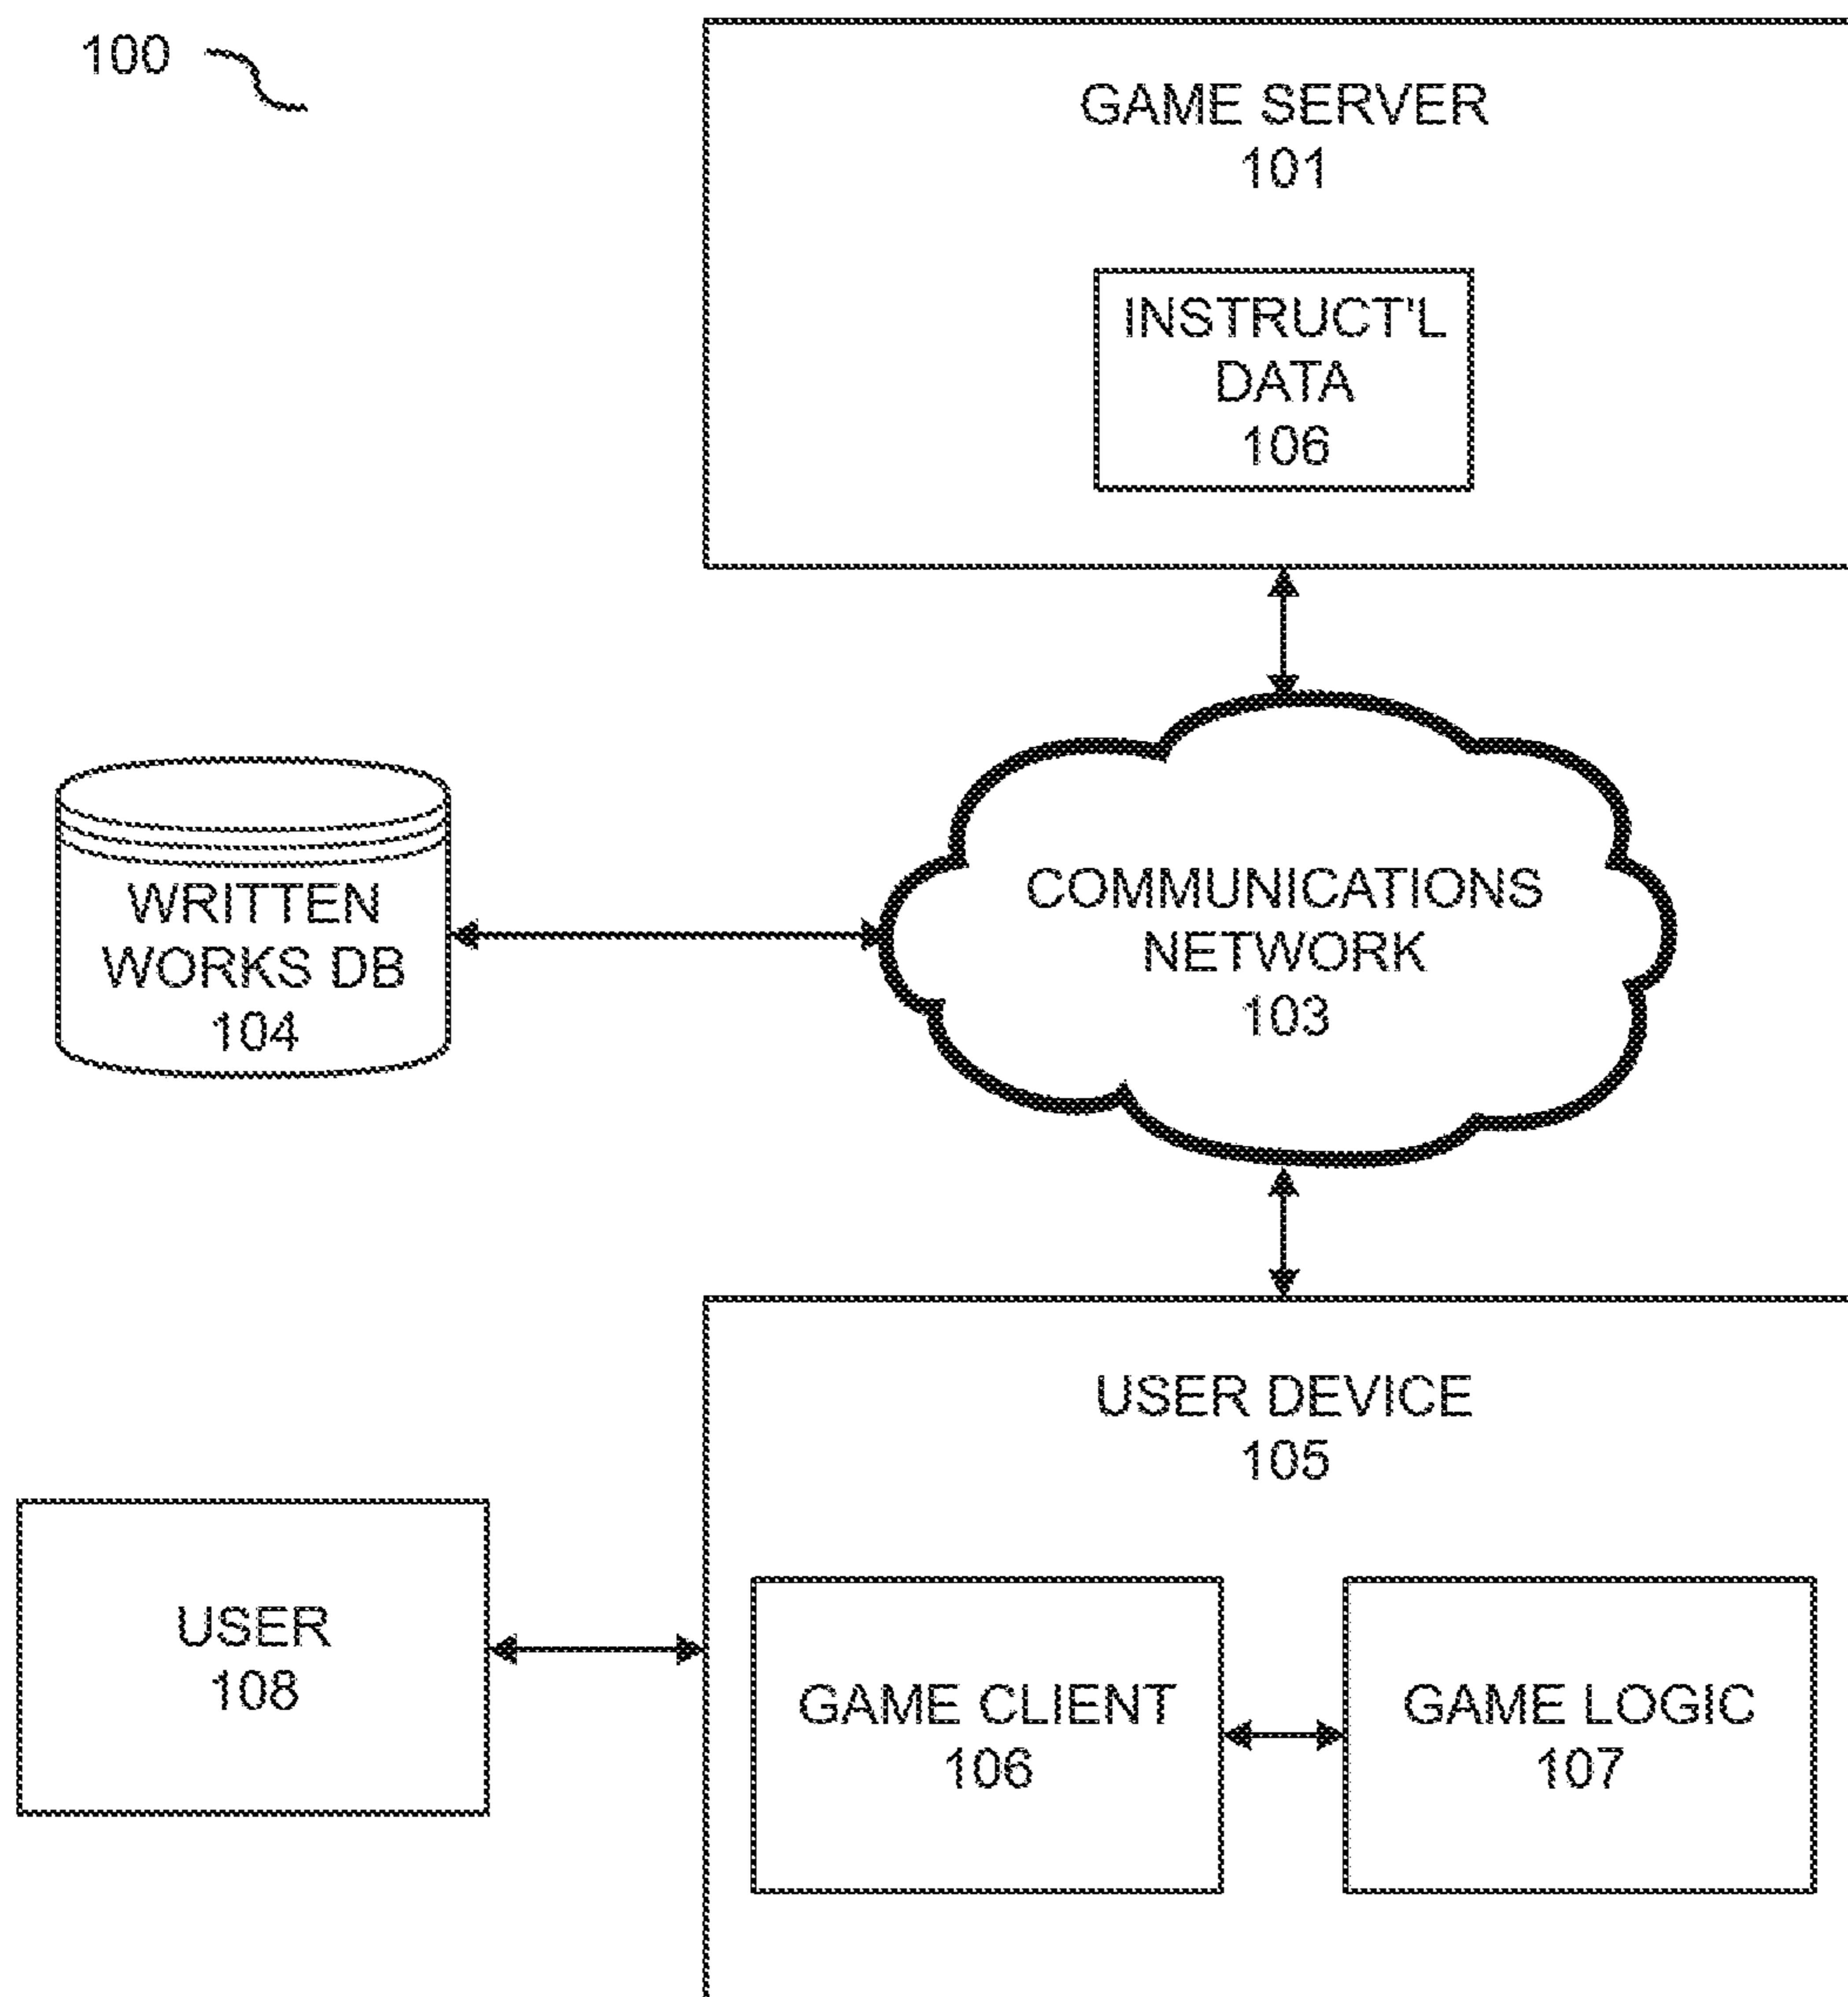 100
GAME SERVER
101
INSTRUCT'L
DATA
106
WRITTEN
WORKS DB
104
COMMUNICATIONS
NETWORK
103
USER DEVICE
105
USER
108
GAME CLIENT
106
GAME LOGIC
107